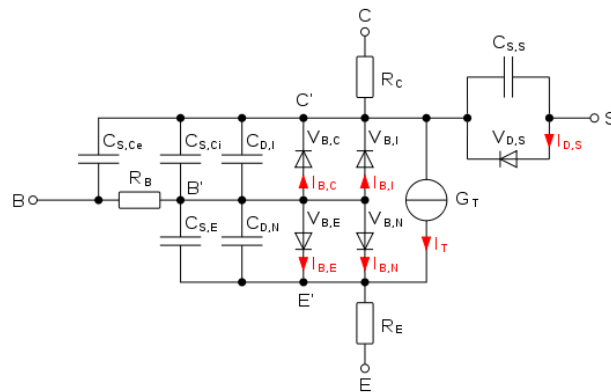 C
C_S,S
R_C
C'
S
C_S,Ce
C_S,Ci
C_D,I
V_B,C
V_B,I
V_D,S
I_D,S
R_B
B'
I_B,C
I_B,I
B
G_T
C_S,E
C_D,N
V_B,E
V_B,N
I_T
I_B,E
I_B,N
E'
R_E
E